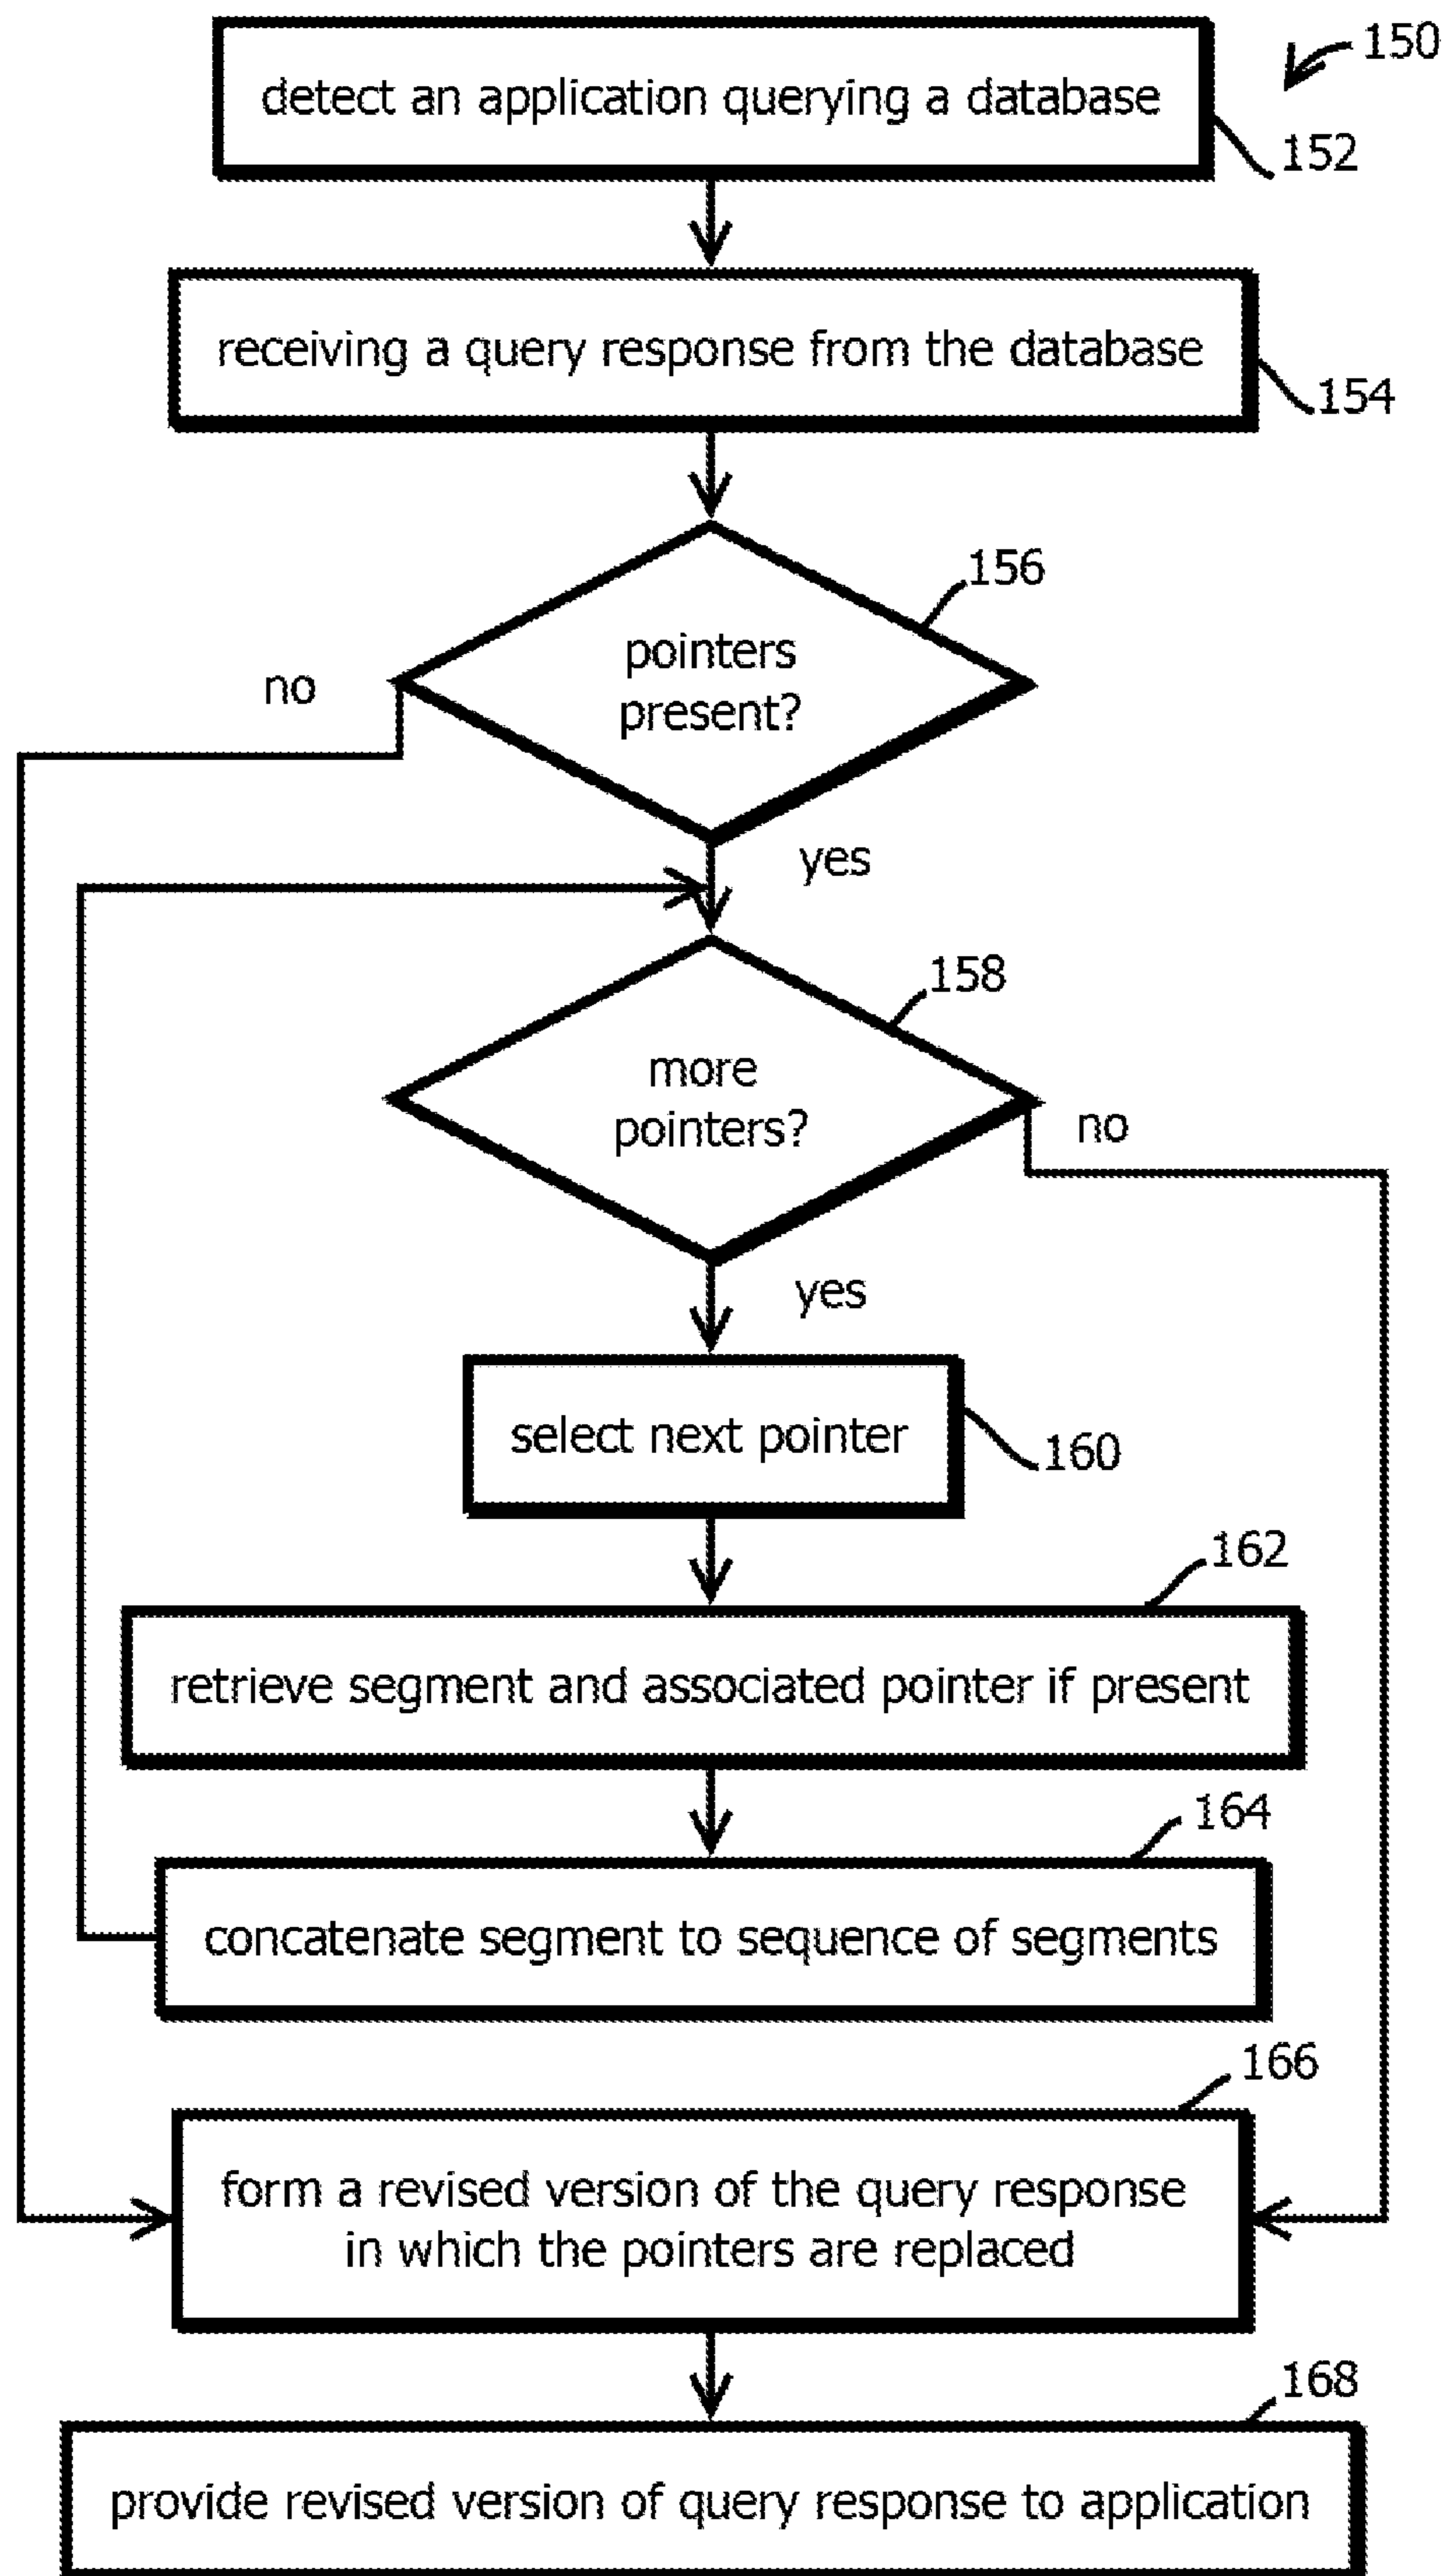 150
detect an application querying a database
152
receiving a query response from the database
154
156
pointers
present?
no
yes
158
more
pointers?
no
yes
select next pointer
160
162
retrieve segment and associated pointer if present
164
concatenate segment to sequence of segments
166
form a revised version of the query response
in which the pointers are replaced
168
provide revised version of query response to application